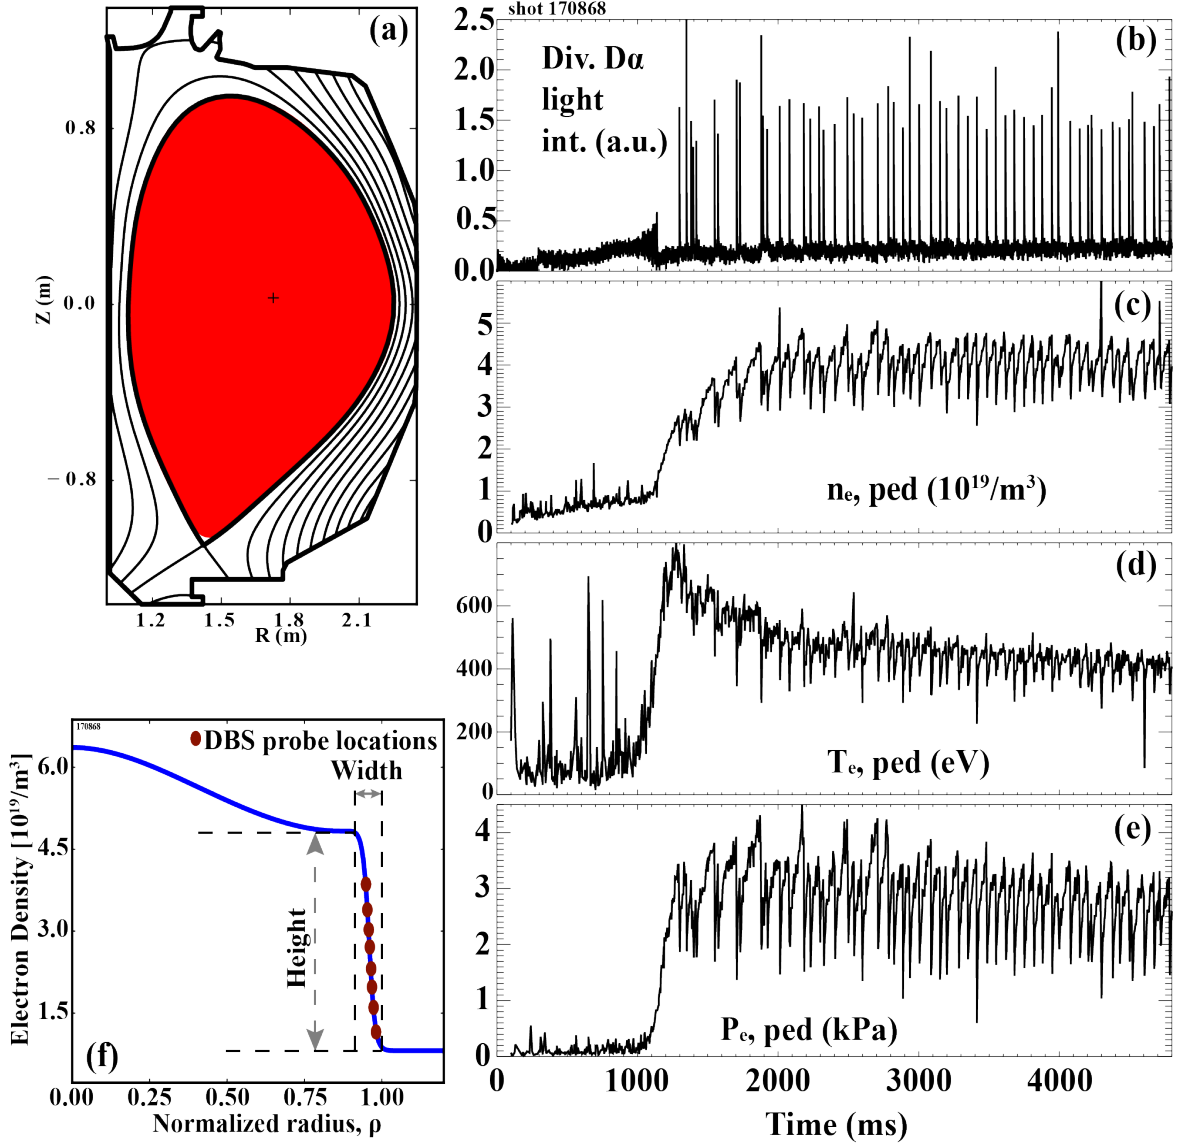 (a)
0.8
0.0
−0.8
Z (m)
1.2 1.5 1.8 2.1
R (m)
shot 170868
(b)
Div. Dα
light
int. (a.u.)
2.5
2.0
1.5
1.0
0.5
0.0
(c)
5
4
3
2
1
0
ne, ped (10^19/m^3)
(d)
600
400
200
0
Te, ped (eV)
(e)
4
3
2
1
0
Pe, ped (kPa)
0 1000 2000 3000 4000
Time (ms)
170868
DBS probe locations
Width
Height
6.0
4.5
3.0
1.5
Electron Density [10^19/m^3]
(f)
0.00 0.25 0.50 0.75 1.00
Normalized radius, ρ